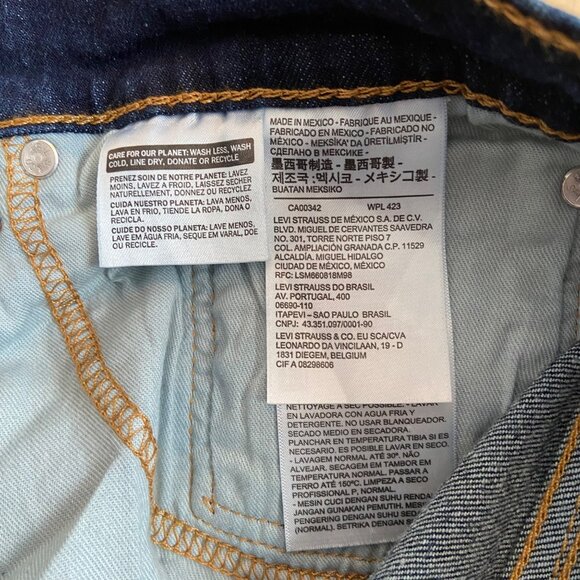 CARE FOR OUR PLANET: WASH LESS, WASH
COLD, LINE DRY, DONATE OR RECYCLE
PRENEZ SOIN DE NOTRE PLANETE: LAVEZ
MOINS, LAVEZ A FROID, LAISSEZ SECHER
NATURELLEMENT, DONNEZ OU RECYCLEZ
CUIDA NUESTRO PLANETA: LAVA MENOS,
LAVA EN FRIO, TIENDE LA ROPA, DONA O
RECICLA.
CUIDE DO NOSSO PLANETA: LAVE MENOS,
LAVE EM ÁGUA FRIA, SEQUE EM VARAL, DOE
OU RECICLE.
MADE IN MEXICO - FABRIQUE AU MEXIQUE -
FABRICADO EN MÉXICO - FABRICADO NO
MÉXICO - MEKSİKA' DA ÜRETİLMİŞTİR -
СДЕЛАНО В МЕКСИКЕ -
墨西哥制造 - 墨西哥製 -
제조국:멕시코 - メキシコ製 -
BUATAN MEKSIKO
CA00342 WPL 423
LEVI STRAUSS DE MÉXICO S.A. DE C.V.
BLVD. MIGUEL DE CERVANTES SAAVEDRA
NO. 301, TORRE NORTE PISO 7
COL. AMPLIACIÓN GRANADA C.P. 11529
ALCALDÍA. MIGUEL HIDALGO
CIUDAD DE MÉXICO, MÉXICO
RFC: LSM660818M98
LEVI STRAUSS DO BRASIL
AV. PORTUGAL, 400
06690-110
ITAPEVI – SAO PAULO BRASIL
CNPJ: 43.351.097/0001-90
LEVI STRAUSS & CO. EU SCA/CVA
LEONARDO DA VINCILAAN, 19 - D
1831 DIEGEM, BELGIUM
CIF A 08298606
NETTOYAGE A SEC POSSIBLE. - LAVAR
EN LAVADORA CON AGUA FRIA Y
DETERGENTE. NO USAR BLANQUEADOR.
SECADO EN MAQUINA NORMAL.
PLANCHAR EN TEMPERATURA TIBIA SI ES
NECESARIO. ES POSIBLE LAVAR EN SECO.
- LAVAGEM NORMAL ATÉ 30º. NÃO
ALVEJAR. SECAGEM EM TAMBOR EM
TEMPERATURA NORMAL. PASSAR A
FERRO ATÉ 150ºC. LIMPEZA A SECO
PROFISSIONAL P, NORMAL.
- MESIN CUCI DENGAN SUHU RENDAH
JANGAN GUNAKAN PEMUTIH. MESIN
PENGERING DENGAN SUHU
NORMAL. SETRIKA DENGAN